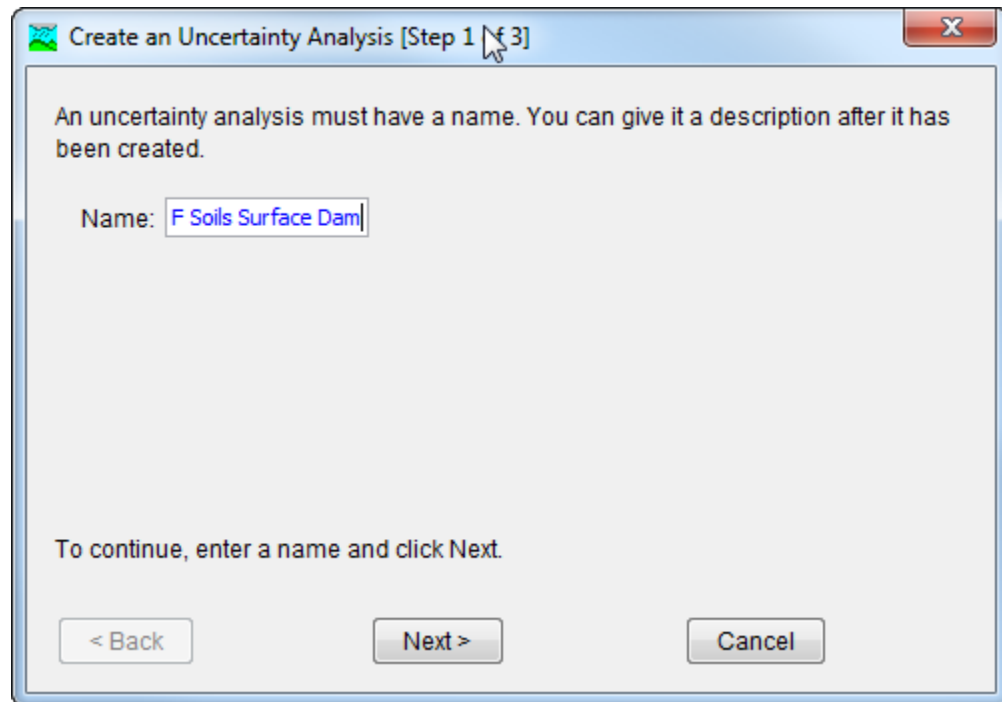 Create an Uncertainty Analysis [Step 1 of 3]
An uncertainty analysis must have a name. You can give it a description after it has
been created.
Name: F Soils Surface Dam
To continue, enter a name and click Next.
< Back Next > Cancel